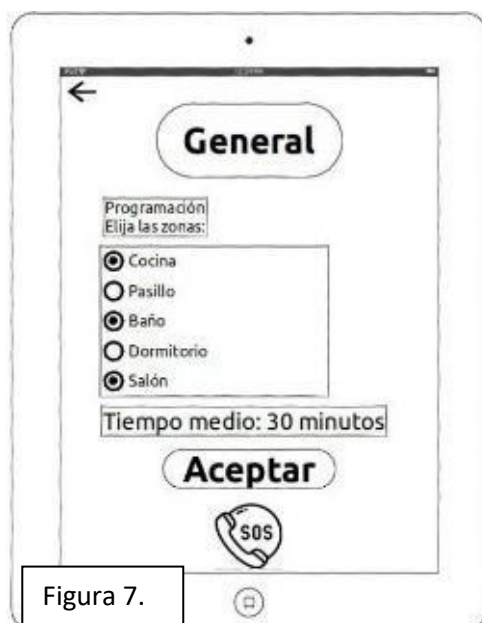 General
Programación
Elija las zonas:
Cocina
Pasillo
Baño
Dormitorio
Salón
Tiempo medio: 30 minutos
Aceptar
SOS
Figura 7.